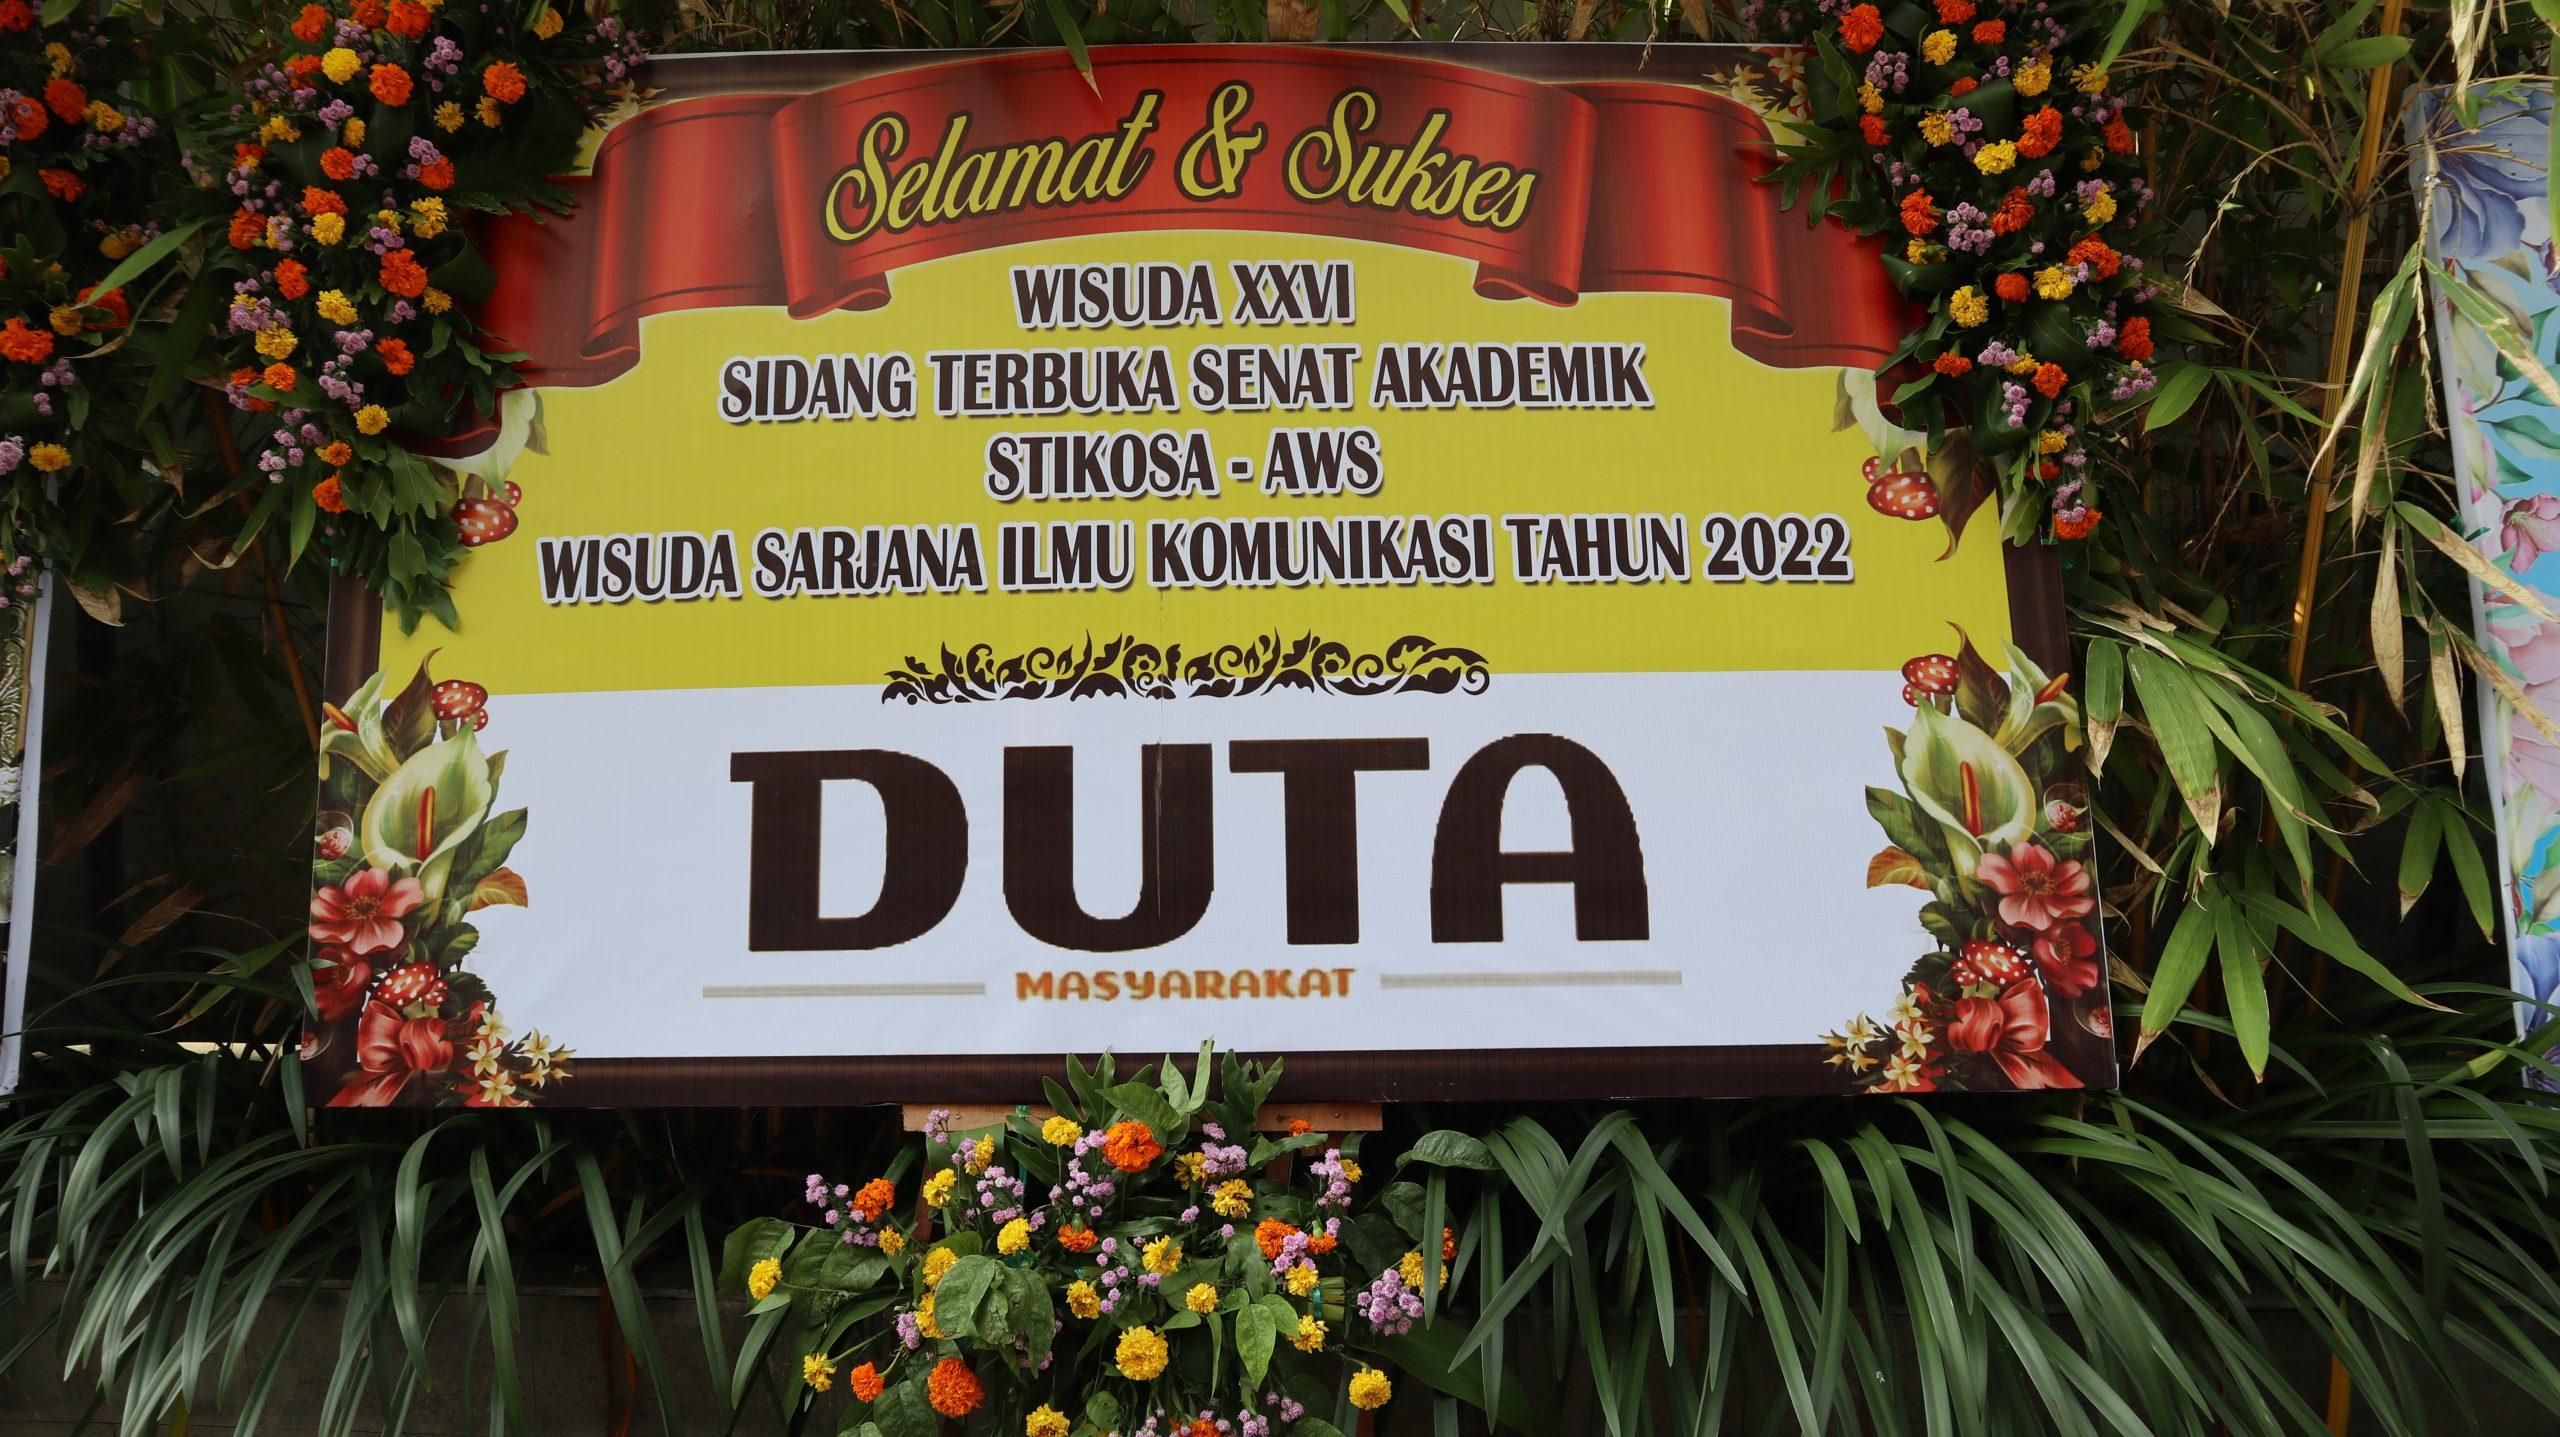 Selamat & Sukses
WISUDA XXVI
SIDANG TERBUKA SENAT AKADEMIK
STIKOSA - AWS
WISUDA SARJANA ILMU KOMUNIKASI TAHUN 2022
DUTA
MASYARAKAT